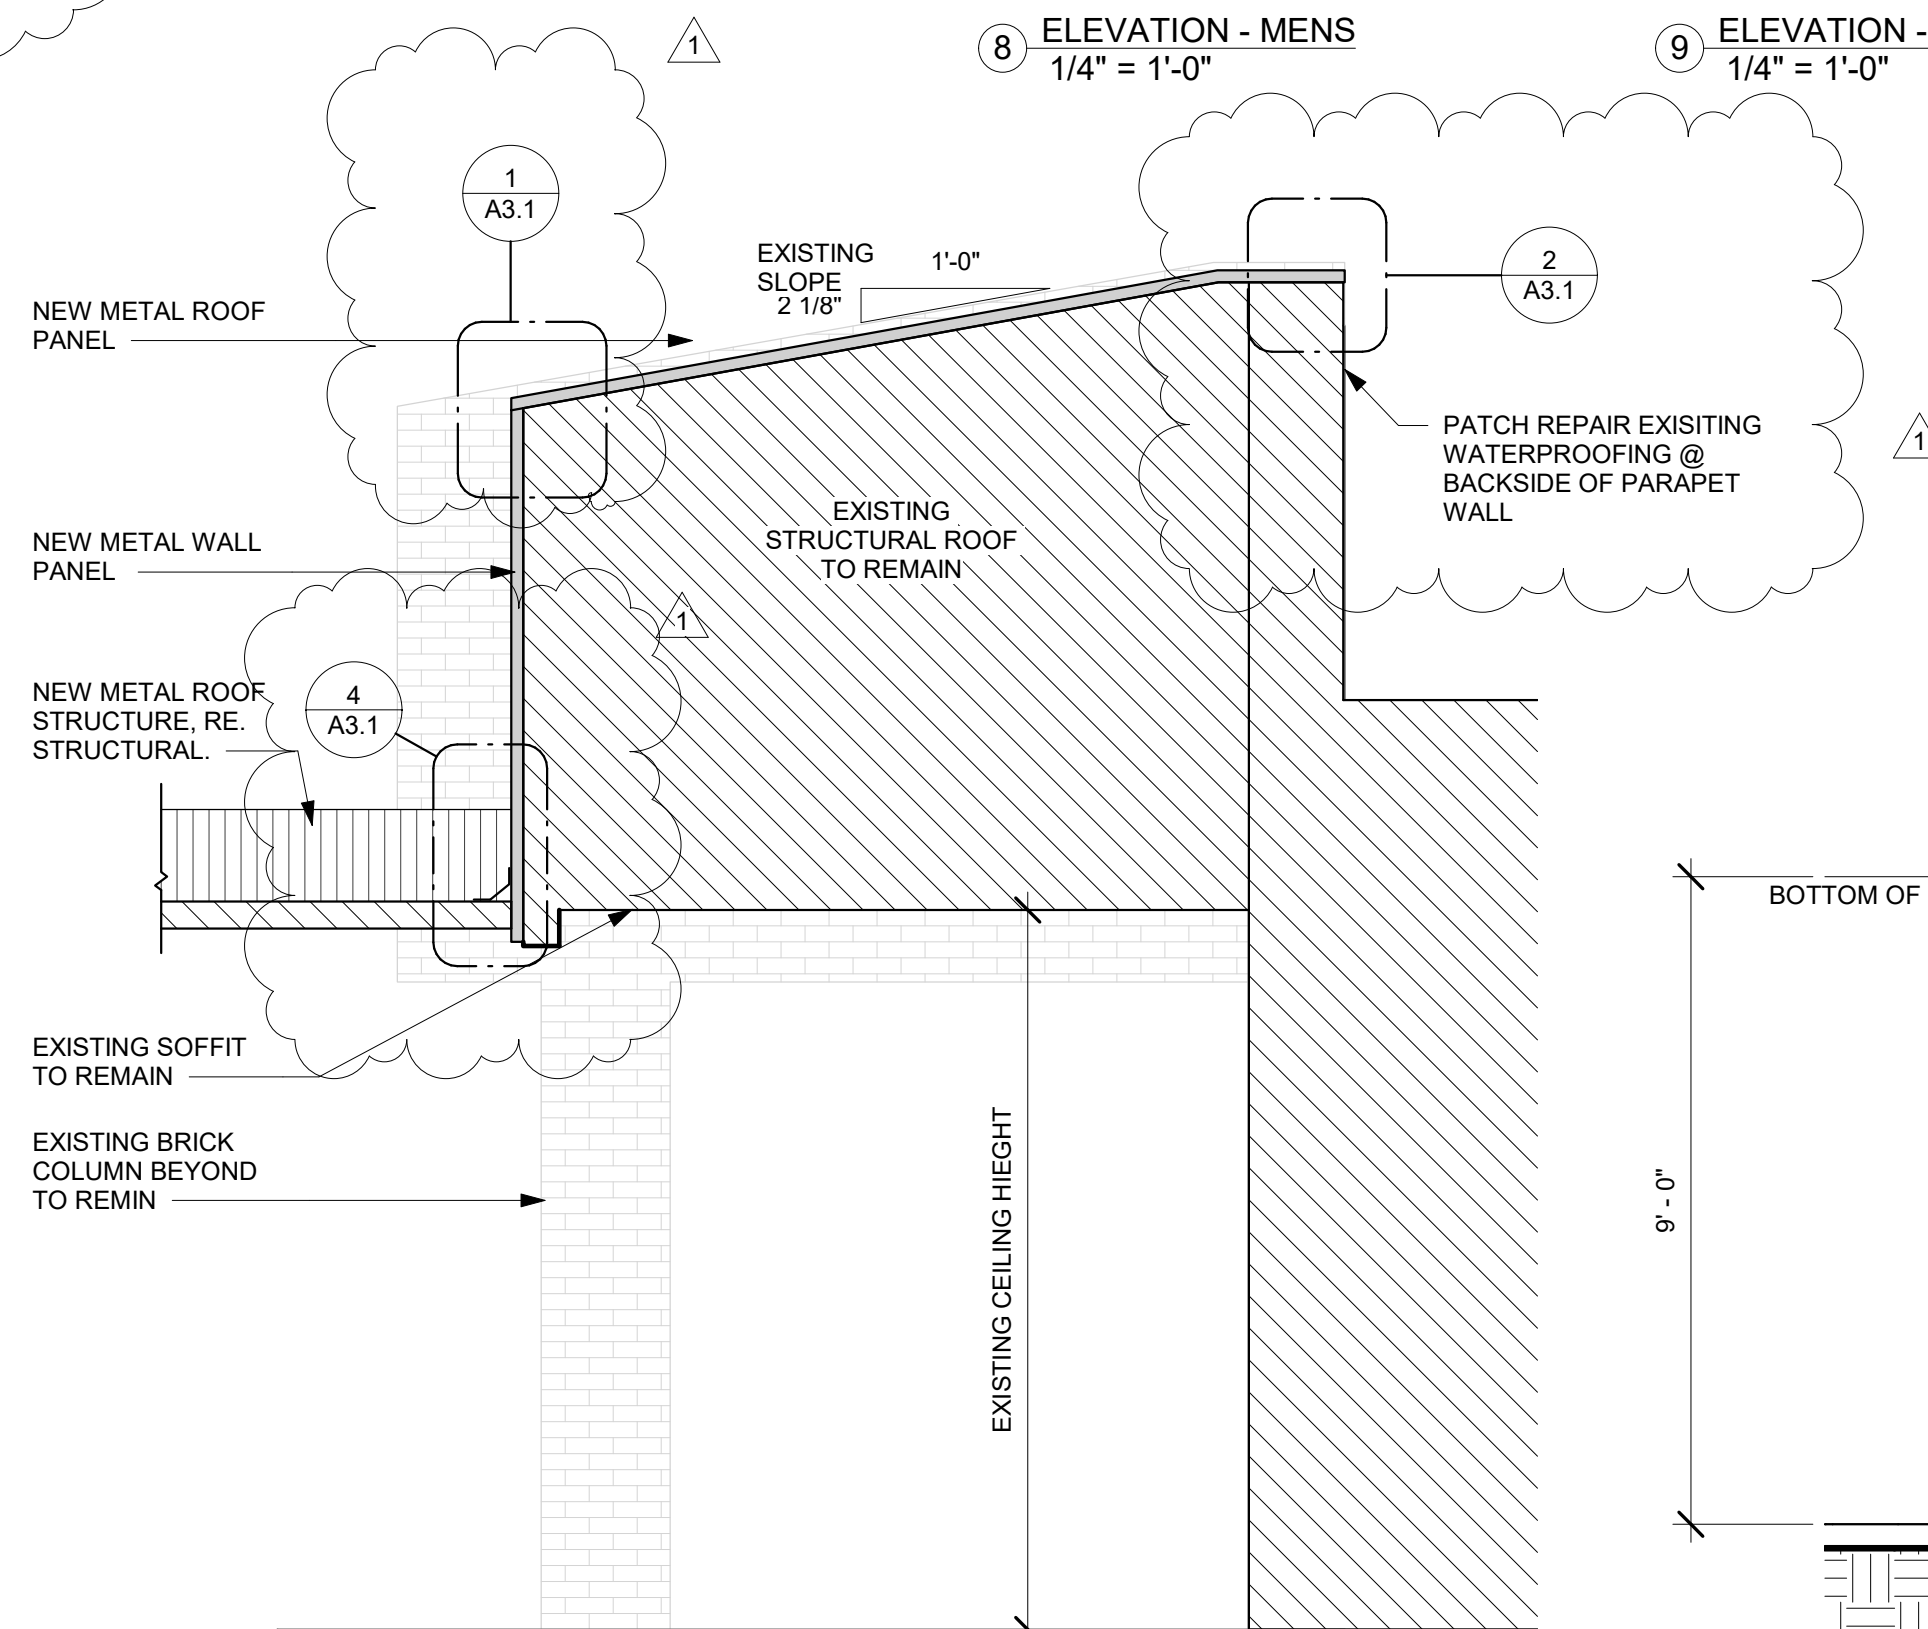 1
8
ELEVATION - MENS
1/4" = 1'-0"
9
ELEVATION -
1/4" = 1'-0"
1
A3.1
EXISTING
SLOPE
2 1/8"
1'-0"
2
A3.1
NEW METAL ROOF
PANEL
PATCH REPAIR EXISITING
WATERPROOFING @
BACKSIDE OF PARAPET
WALL
1
EXISTING
STRUCTURAL ROOF
TO REMAIN
NEW METAL WALL
PANEL
1
NEW METAL ROOF
STRUCTURE, RE.
STRUCTURAL.
4
A3.1
BOTTOM OF
EXISTING SOFFIT
TO REMAIN
EXISTING BRICK
COLUMN BEYOND
TO REMIN
EXISTING CEILING HIEGHT
9' - 0"